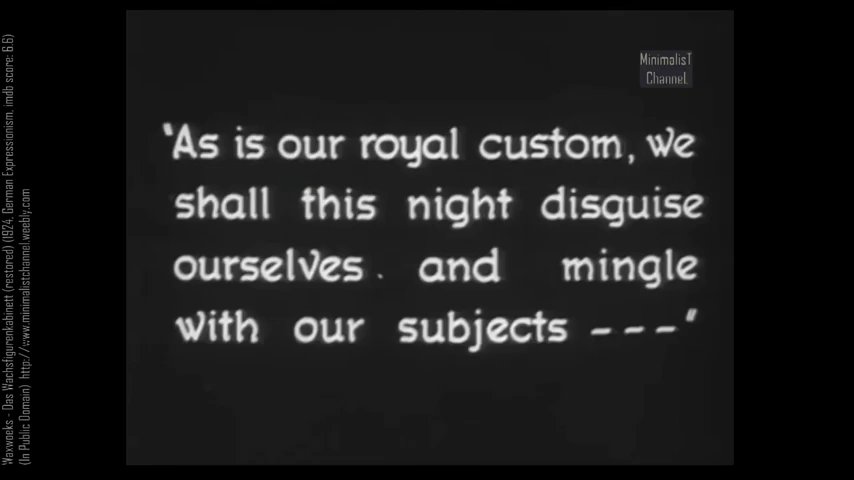 MinimalisT
Channel
"As is our royal custom, we
shall this night disguise
ourselves . and mingle
with our subjects ---"
Waxwoeks - Das Wachsfigurenkabinett (restored) (1924, German Expressionism, imdb score: 6.6)
(In Public Domain) http://www.minimalistchannel.weebly.com